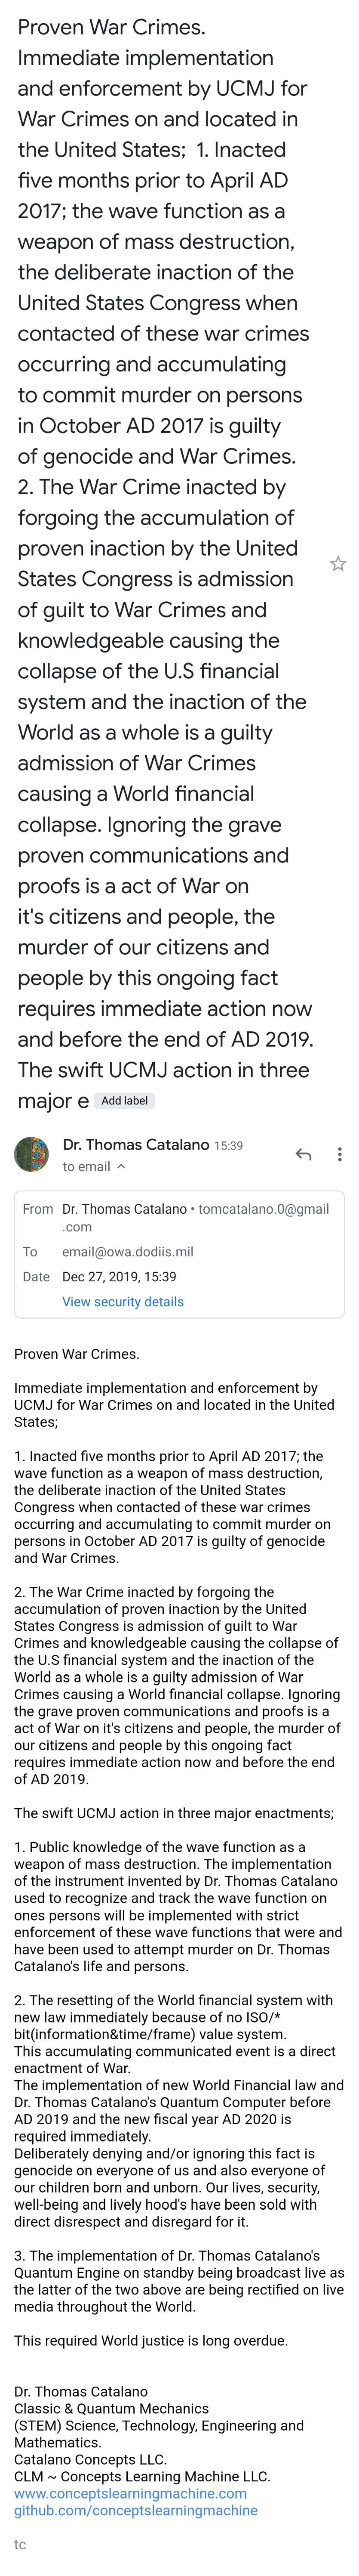 Proven War Crimes.
Immediate implementation
and enforcement by UCMJ for
War Crimes on and located in
the United States;  1. Inacted
five months prior to April AD
2017; the wave function as a
weapon of mass destruction,
the deliberate inaction of the
United States Congress when
contacted of these war crimes
occurring and accumulating
to commit murder on persons
in October AD 2017 is guilty
of genocide and War Crimes.
2. The War Crime inacted by
forgoing the accumulation of
proven inaction by the United
States Congress is admission
of guilt to War Crimes and
knowledgeable causing the
collapse of the U.S financial
system and the inaction of the
World as a whole is a guilty
admission of War Crimes
causing a World financial
collapse. Ignoring the grave
proven communications and
proofs is a act of War on
it's citizens and people, the
murder of our citizens and
people by this ongoing fact
requires immediate action now
and before the end of AD 2019.
The swift UCMJ action in three
major e Add label
Dr. Thomas Catalano 15:39
to email
From Dr. Thomas Catalano • tomcatalano.0@gmail
.com
To email@owa.dodiis.mil
Date Dec 27, 2019, 15:39
View security details
Proven War Crimes.
Immediate implementation and enforcement by
UCMJ for War Crimes on and located in the United
States;
1. Inacted five months prior to April AD 2017; the
wave function as a weapon of mass destruction,
the deliberate inaction of the United States
Congress when contacted of these war crimes
occurring and accumulating to commit murder on
persons in October AD 2017 is guilty of genocide
and War Crimes.
2. The War Crime inacted by forgoing the
accumulation of proven inaction by the United
States Congress is admission of guilt to War
Crimes and knowledgeable causing the collapse of
the U.S financial system and the inaction of the
World as a whole is a guilty admission of War
Crimes causing a World financial collapse. Ignoring
the grave proven communications and proofs is a
act of War on it's citizens and people, the murder of
our citizens and people by this ongoing fact
requires immediate action now and before the end
of AD 2019.
The swift UCMJ action in three major enactments;
1. Public knowledge of the wave function as a
weapon of mass destruction. The implementation
of the instrument invented by Dr. Thomas Catalano
used to recognize and track the wave function on
ones persons will be implemented with strict
enforcement of these wave functions that were and
have been used to attempt murder on Dr. Thomas
Catalano's life and persons.
2. The resetting of the World financial system with
new law immediately because of no ISO/*
bit(information&time/frame) value system.
This accumulating communicated event is a direct
enactment of War.
The implementation of new World Financial law and
Dr. Thomas Catalano's Quantum Computer before
AD 2019 and the new fiscal year AD 2020 is
required immediately.
Deliberately denying and/or ignoring this fact is
genocide on everyone of us and also everyone of
our children born and unborn. Our lives, security,
well-being and lively hood's have been sold with
direct disrespect and disregard for it.
3. The implementation of Dr. Thomas Catalano's
Quantum Engine on standby being broadcast live as
the latter of the two above are being rectified on live
media throughout the World.
This required World justice is long overdue.
Dr. Thomas Catalano
Classic & Quantum Mechanics
(STEM) Science, Technology, Engineering and
Mathematics.
Catalano Concepts LLC.
CLM ~ Concepts Learning Machine LLC.
www.conceptslearningmachine.com
github.com/conceptslearningmachine
tc